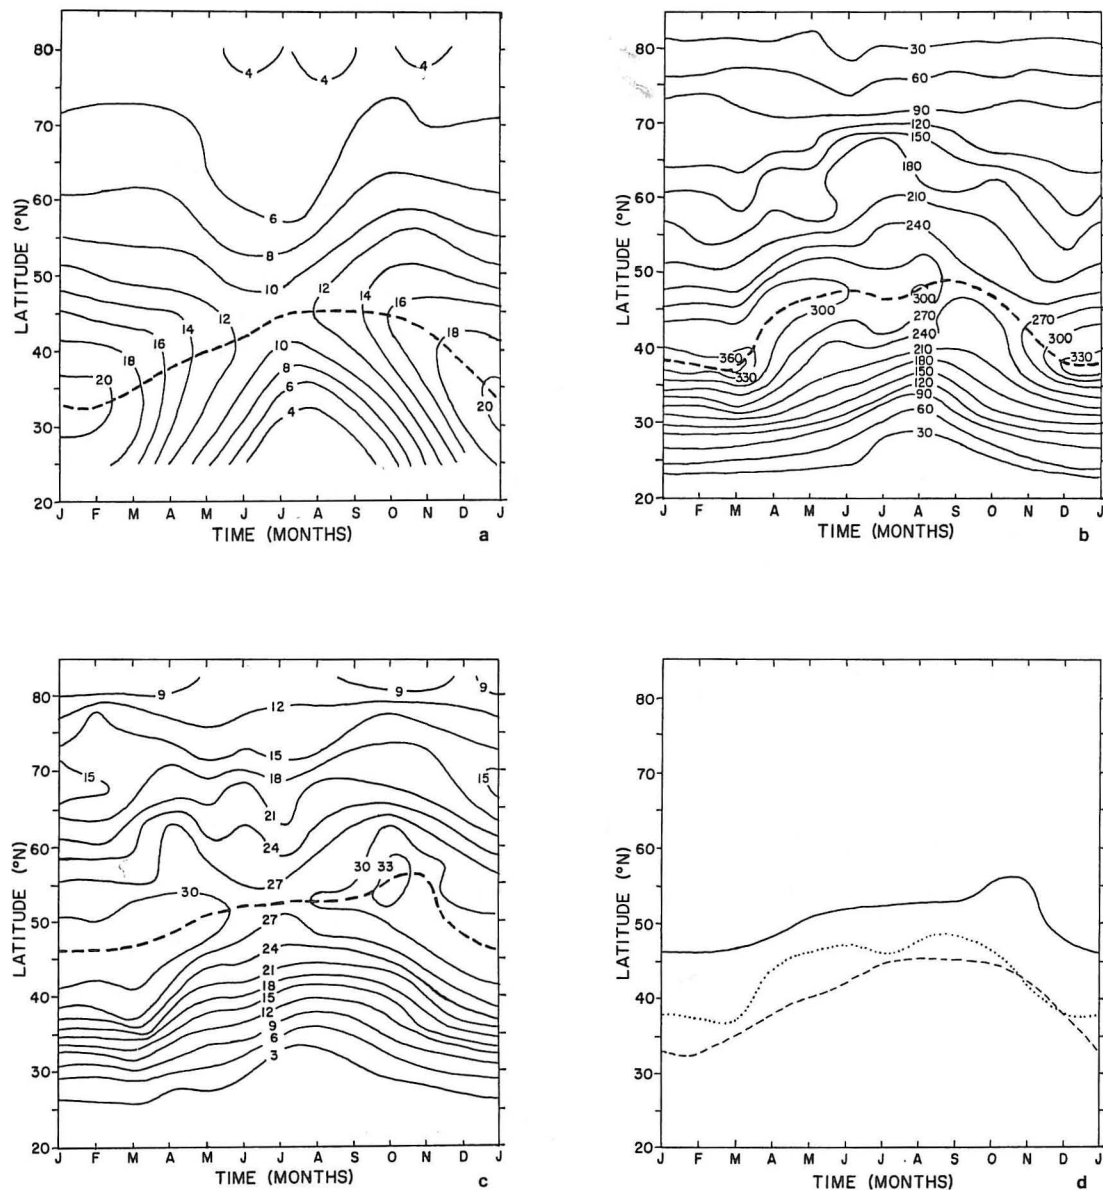 LATITUDE (°N)
80
70
60
50
40
30
20
4 4 4
6
8
10
12 14 16
12 18
14
16
18 10
20 8
6 20
4
J F M A M J J A S O N D J
TIME (MONTHS)
a
LATITUDE (°N)
80
70
60
50
40
30
20
30
60
90
120
150
180
210
240
300
300 270 270
240 300
360 210 330
330 180
150
120
90
60
30
J F M A M J J A S O N D J
TIME (MONTHS)
b
LATITUDE (°N)
80
70
60
50
40
30
20
9 9 9
12
15
15 18 15
21
24
27 30 33
30
27
24
21
18
15
12
9
6
3
J F M A M J J A S O N D J
TIME (MONTHS)
c
LATITUDE (°N)
80
70
60
50
40
30
20
J F M A M J J A S O N D J
TIME (MONTHS)
d